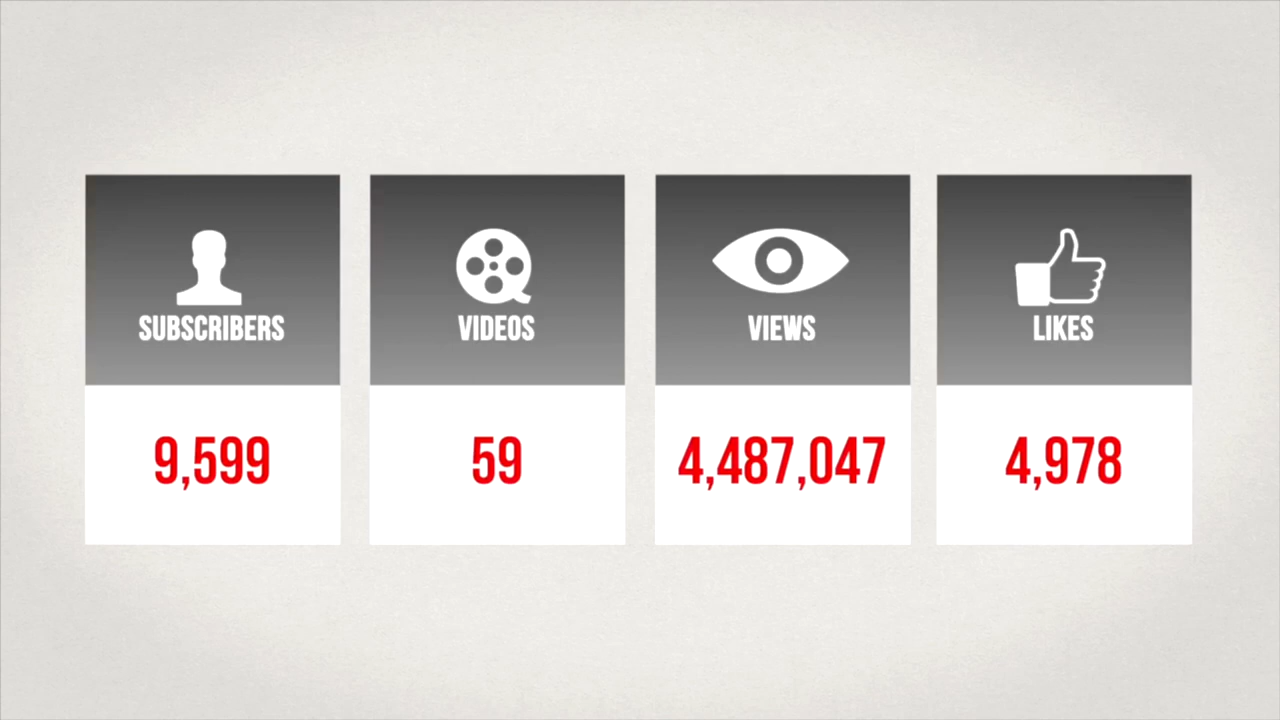 SUBSCRIBERS
9,599
VIDEOS
59
VIEWS
4,487,047
LIKES
4,978